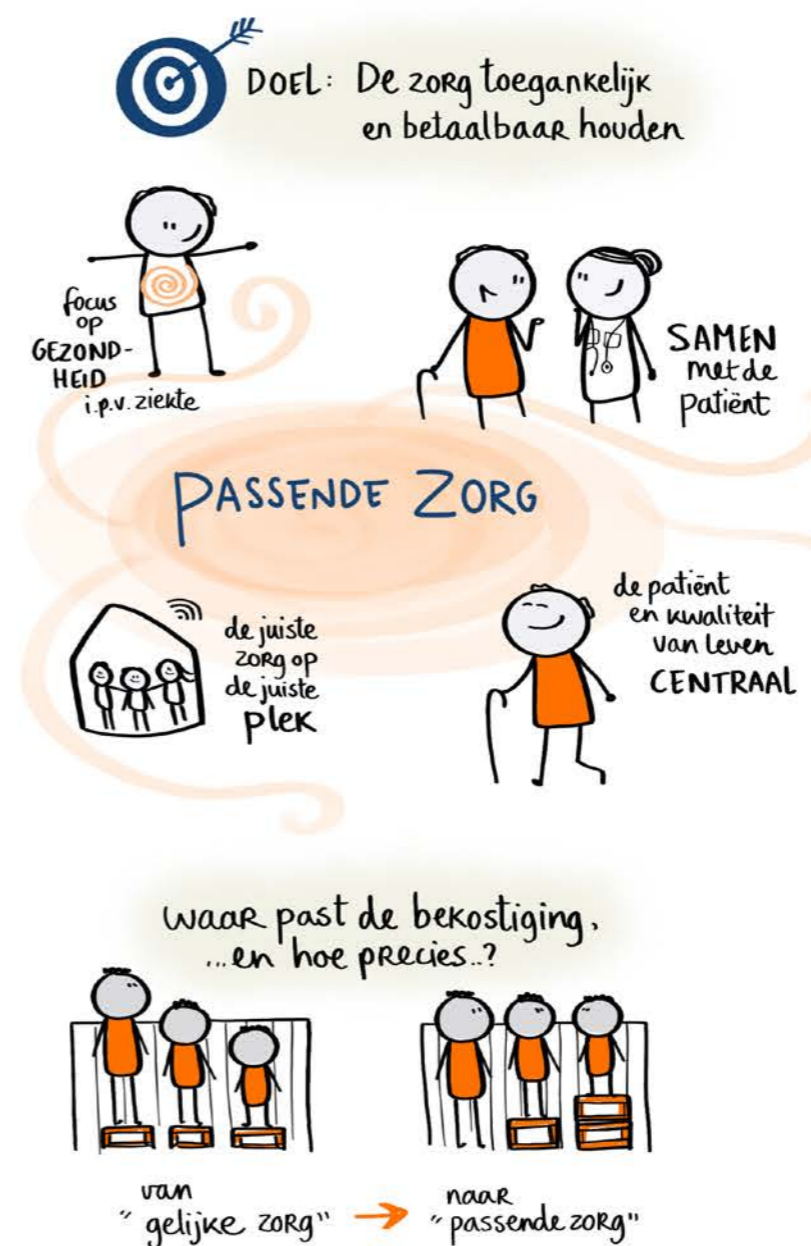 DOEL: De zorg toegankelijk
en betaalbaar houden
focus
op
GEZOND-
HEID
i.p.v. ziekte
SAMEN
met de
patiënt
PASSENDE ZORG
de juiste
zorg op
de juiste
plek
de patiënt
en kwaliteit
van leven
CENTRAAL
waar past de bekostiging,
...en hoe precies..?
van
"gelijke zorg"
naar
"passende zorg"